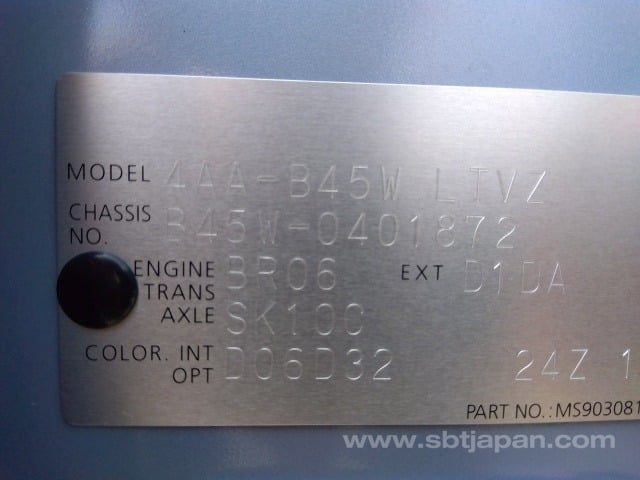 MODEL 4AA-B45W LTVZ
CHASSIS NO. B45W-0401872
ENGINE BR06 EXT D1DA
TRANS AXLE SK10C
COLOR. INT OPT D06D32 24Z 1
PART NO.: MS903081
www.sbtjapan.com